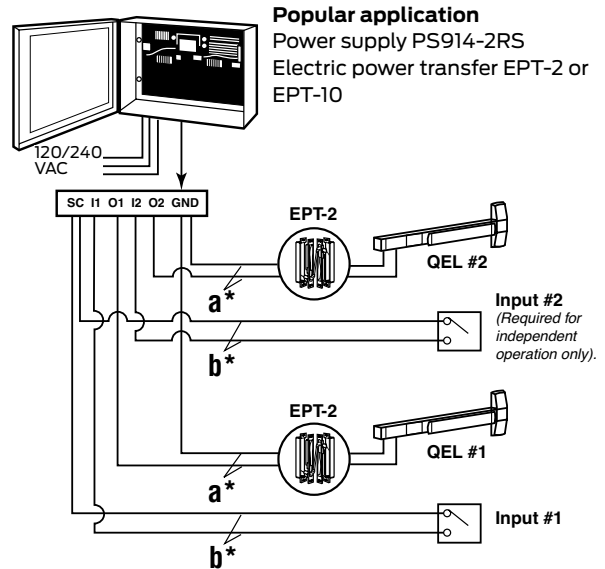 Popular application
Power supply PS914-2RS
Electric power transfer EPT-2 or
EPT-10
120/240
VAC
SC I1 O1 I2 O2 GND
EPT-2
QEL #2
a*
Input #2
(Required for
independent
operation only).
b*
EPT-2
QEL #1
a*
Input #1
b*